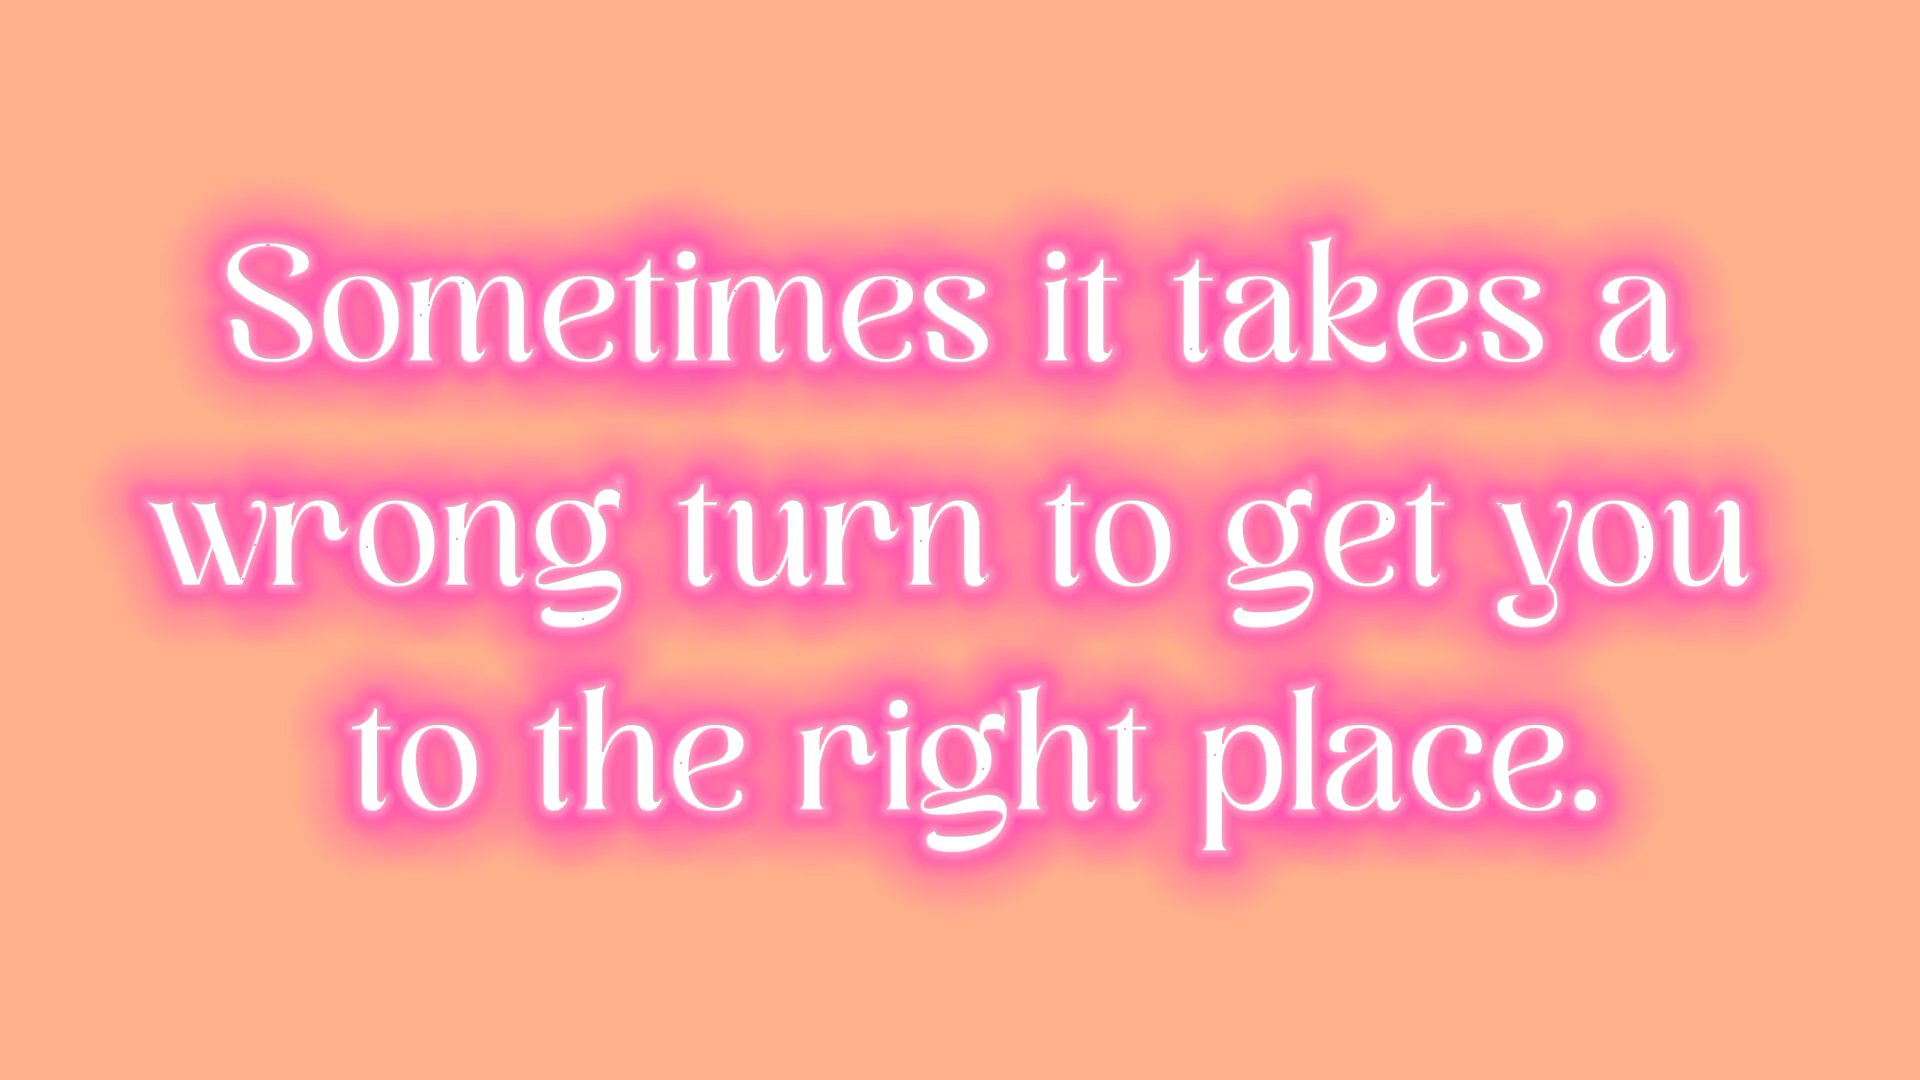 Sometimes it takes a
wrong turn to get you
to the right place.